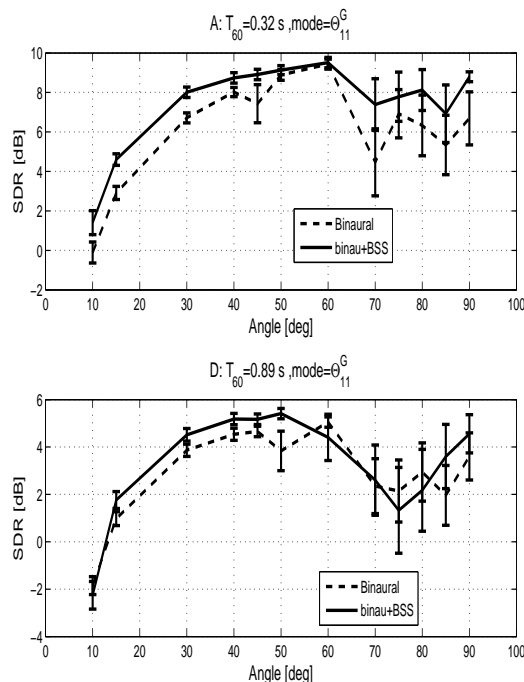 A: T60=0.32 s ,mode=Θ11^G
SDR [dB]
10
8
6
4
2
0
−2
Binaural
binau+BSS
0 10 20 30 40 50 60 70 80 90 100
Angle [deg]
D: T60=0.89 s ,mode=Θ11^G
SDR [dB]
6
4
2
0
−2
−4
Binaural
binau+BSS
0 10 20 30 40 50 60 70 80 90 100
Angle [deg]